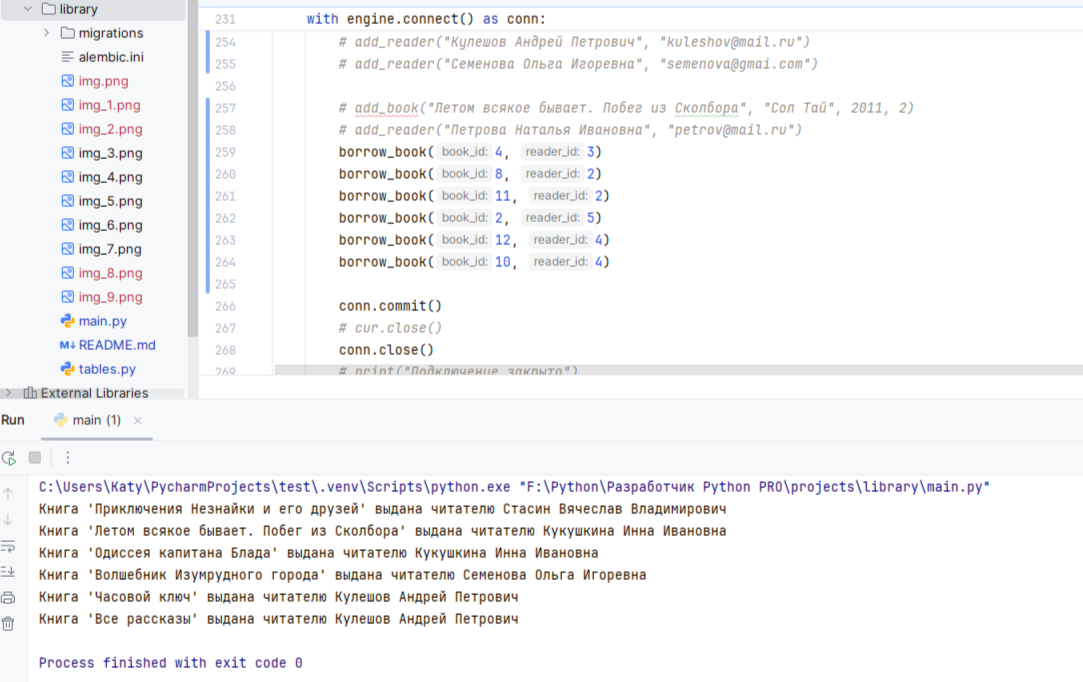 library
migrations
alembic.ini
img.png
img_1.png
img_2.png
img_3.png
img_4.png
img_5.png
img_6.png
img_7.png
img_8.png
img_9.png
main.py
README.md
tables.py
External Libraries
231 with engine.connect() as conn:
254 # add_reader("Кулешов Андрей Петрович", "kuleshov@mail.ru")
255 # add_reader("Семенова Ольга Игоревна", "semenova@gmai.com")
256
257 # add_book("Летом всякое бывает. Побег из Сколбора", "Сол Тай", 2011, 2)
258 # add_reader("Петрова Наталья Ивановна", "petrov@mail.ru")
259 borrow_book( book_id: 4, reader_id: 3)
260 borrow_book( book_id: 8, reader_id: 2)
261 borrow_book( book_id: 11, reader_id: 2)
262 borrow_book( book_id: 2, reader_id: 5)
263 borrow_book( book_id: 12, reader_id: 4)
264 borrow_book( book_id: 10, reader_id: 4)
265
266 conn.commit()
267 # cur.close()
268 conn.close()
269 # print("Подключение закрыто")
Run main (1)
C:\Users\Katy\PycharmProjects\test\.venv\Scripts\python.exe "F:\Python\Разработчик Python PRO\projects\library\main.py"
Книга 'Приключения Незнайки и его друзей' выдана читателю Стасин Вячеслав Владимирович
Книга 'Летом всякое бывает. Побег из Сколбора' выдана читателю Кукушкина Инна Ивановна
Книга 'Одиссея капитана Блада' выдана читателю Кукушкина Инна Ивановна
Книга 'Волшебник Изумрудного города' выдана читателю Семенова Ольга Игоревна
Книга 'Часовой ключ' выдана читателю Кулешов Андрей Петрович
Книга 'Все рассказы' выдана читателю Кулешов Андрей Петрович
Process finished with exit code 0